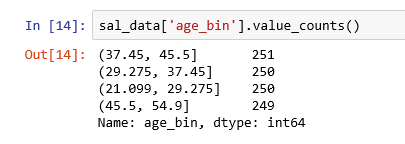 In [14]: sal_data['age_bin'].value_counts()
Out[14]: (37.45, 45.5]       251
(29.275, 37.45]     250
(21.099, 29.275]    250
(45.5, 54.9]        249
Name: age_bin, dtype: int64